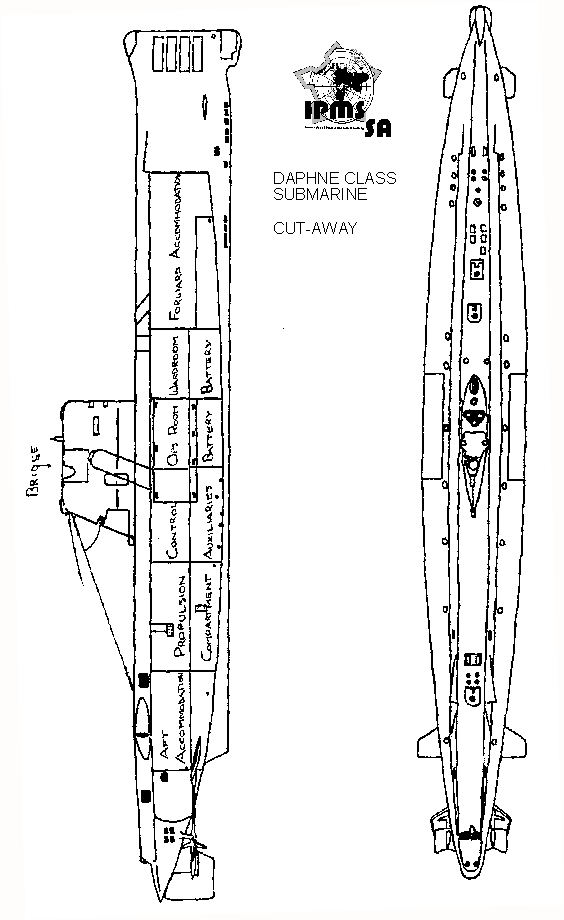 IPMS
SA
DAPHNE CLASS
SUBMARINE
CUT-AWAY
FORWARD ACCOMMODATION
WARDROOM
BATTERY
OPS ROOM
BATTERY
BRIDGE
CONTROL
AUXILIARIES
PROPULSION
COMPARTMENT
AFT
ACCOMMODATION